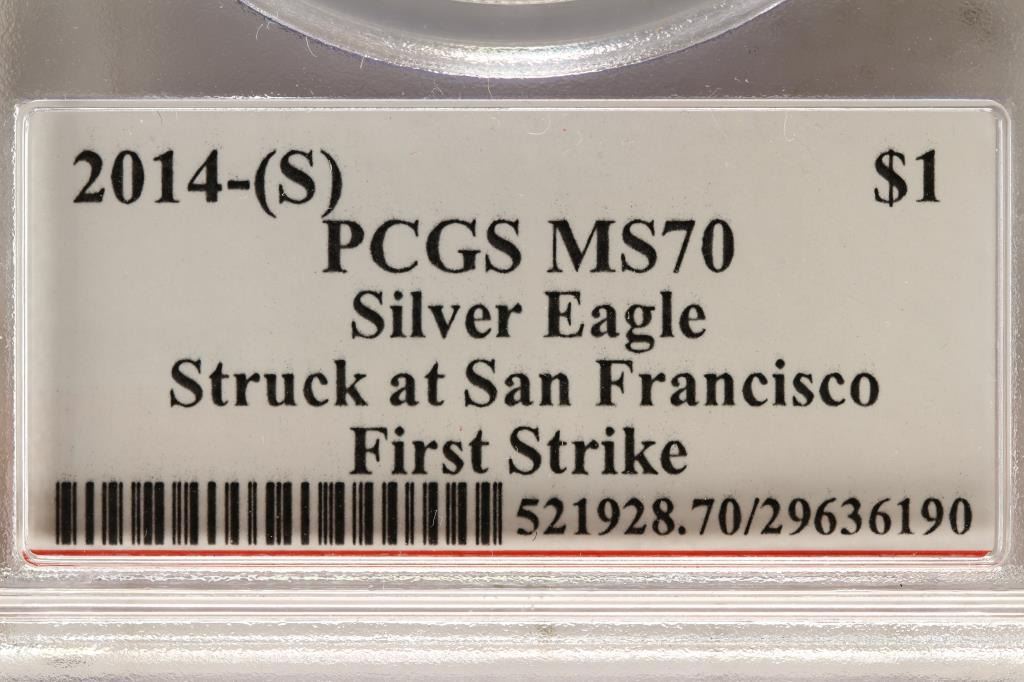 2014-(S) $1
PCGS MS70
Silver Eagle
Struck at San Francisco
First Strike
521928.70/29636190